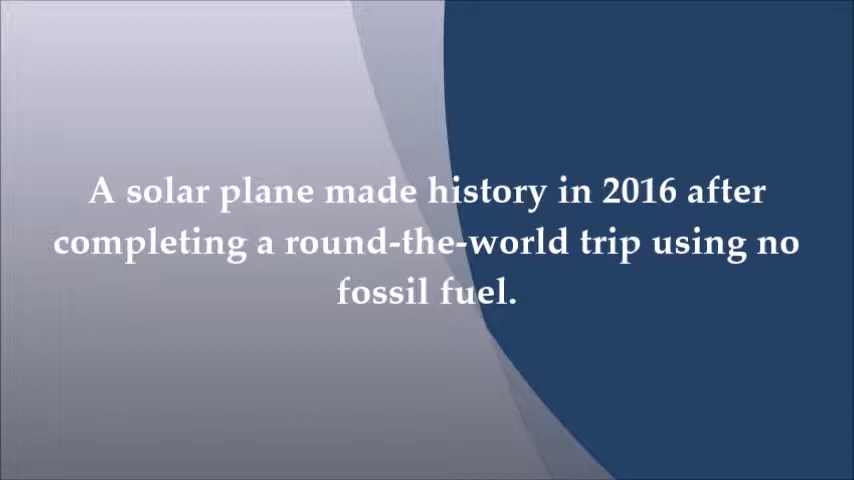 A solar plane made history in 2016 after
completing a round-the-world trip using no
fossil fuel.